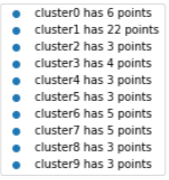 cluster0 has 6 points
cluster1 has 22 points
cluster2 has 3 points
cluster3 has 4 points
cluster4 has 3 points
cluster5 has 3 points
cluster6 has 5 points
cluster7 has 5 points
cluster8 has 3 points
cluster9 has 3 points